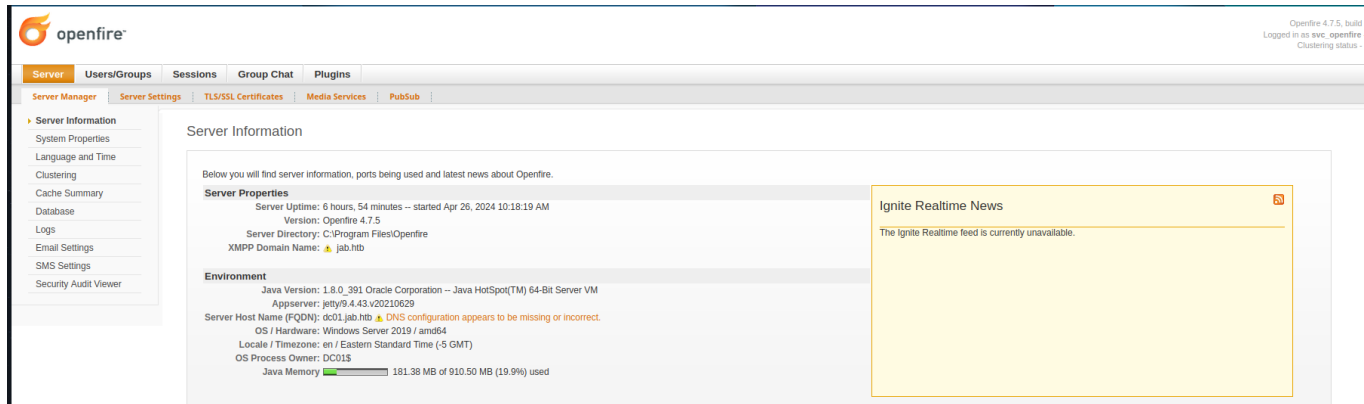 openfire
Openfire 4.7.5, build
Logged in as svc_openfire
Clustering status -
Server Users/Groups Sessions Group Chat Plugins
Server Manager Server Settings TLS/SSL Certificates Media Services PubSub
Server Information
System Properties
Language and Time
Clustering
Cache Summary
Database
Logs
Email Settings
SMS Settings
Security Audit Viewer
Server Information
Below you will find server information, ports being used and latest news about Openfire.
Server Properties
Server Uptime: 6 hours, 54 minutes -- started Apr 26, 2024 10:18:19 AM
Version: Openfire 4.7.5
Server Directory: C:\Program Files\Openfire
XMPP Domain Name: jab.htb
Environment
Java Version: 1.8.0_391 Oracle Corporation -- Java HotSpot(TM) 64-Bit Server VM
Appserver: jetty/9.4.43.v20210629
Server Host Name (FQDN): dc01.jab.htb DNS configuration appears to be missing or incorrect.
OS / Hardware: Windows Server 2019 / amd64
Locale / Timezone: en / Eastern Standard Time (-5 GMT)
OS Process Owner: DC01$
Java Memory 181.38 MB of 910.50 MB (19.9%) used
Ignite Realtime News
The Ignite Realtime feed is currently unavailable.